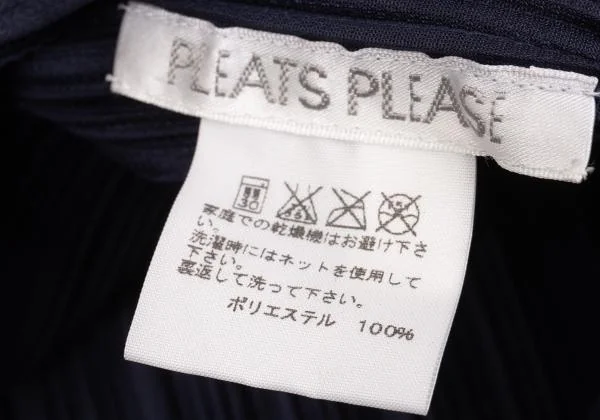 PLEATS PLEASE
30
家庭での乾燥機はお避け下さ
い。
洗濯時にはネットを使用して
下さい。
裏返して洗って下さい。
ポリエステル 100%